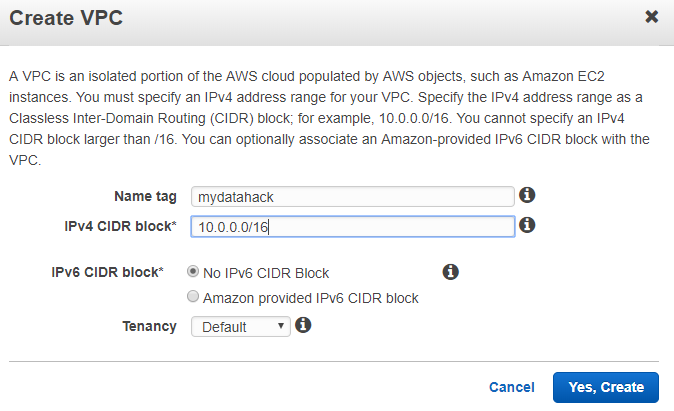 Create VPC
A VPC is an isolated portion of the AWS cloud populated by AWS objects, such as Amazon EC2
instances. You must specify an IPv4 address range for your VPC. Specify the IPv4 address range as a
Classless Inter-Domain Routing (CIDR) block; for example, 10.0.0.0/16. You cannot specify an IPv4
CIDR block larger than /16. You can optionally associate an Amazon-provided IPv6 CIDR block with the
VPC.
Name tag mydatahack
IPv4 CIDR block* 10.0.0.0/16
IPv6 CIDR block* No IPv6 CIDR Block
Amazon provided IPv6 CIDR block
Tenancy Default
Cancel Yes, Create